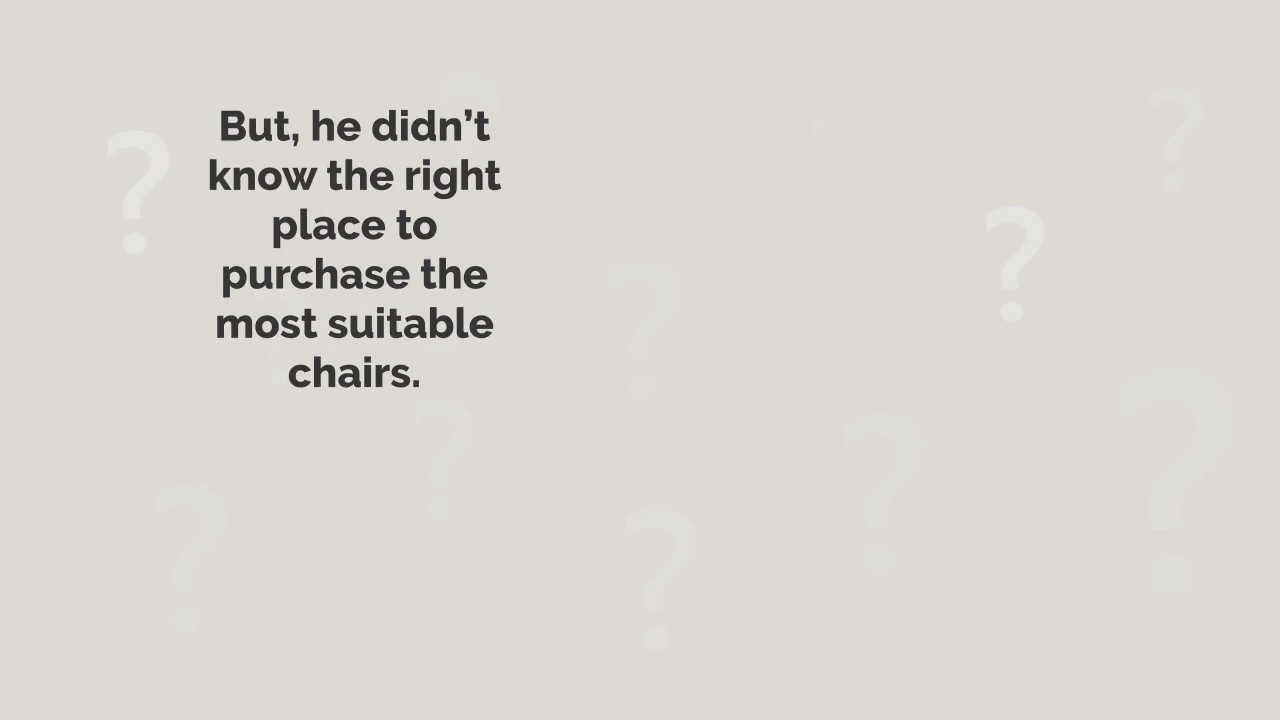 But, he didn’t
know the right
place to
purchase the
most suitable
chairs.